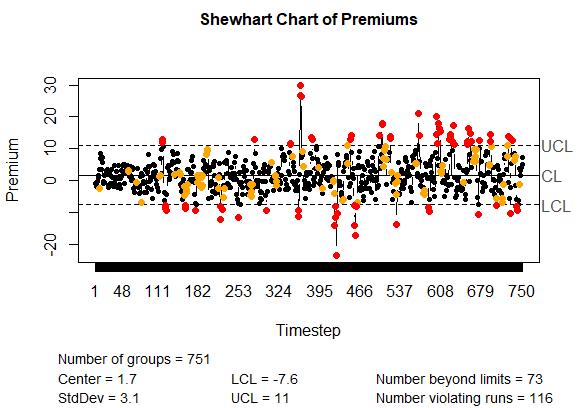 Shewhart Chart of Premiums
Premium
30
20
10
0
-20
UCL
CL
LCL
1 48 111 182 253 324 395 466 537 608 679 750
Timestep
Number of groups = 751
Center = 1.7 LCL = -7.6 Number beyond limits = 73
StdDev = 3.1 UCL = 11 Number violating runs = 116